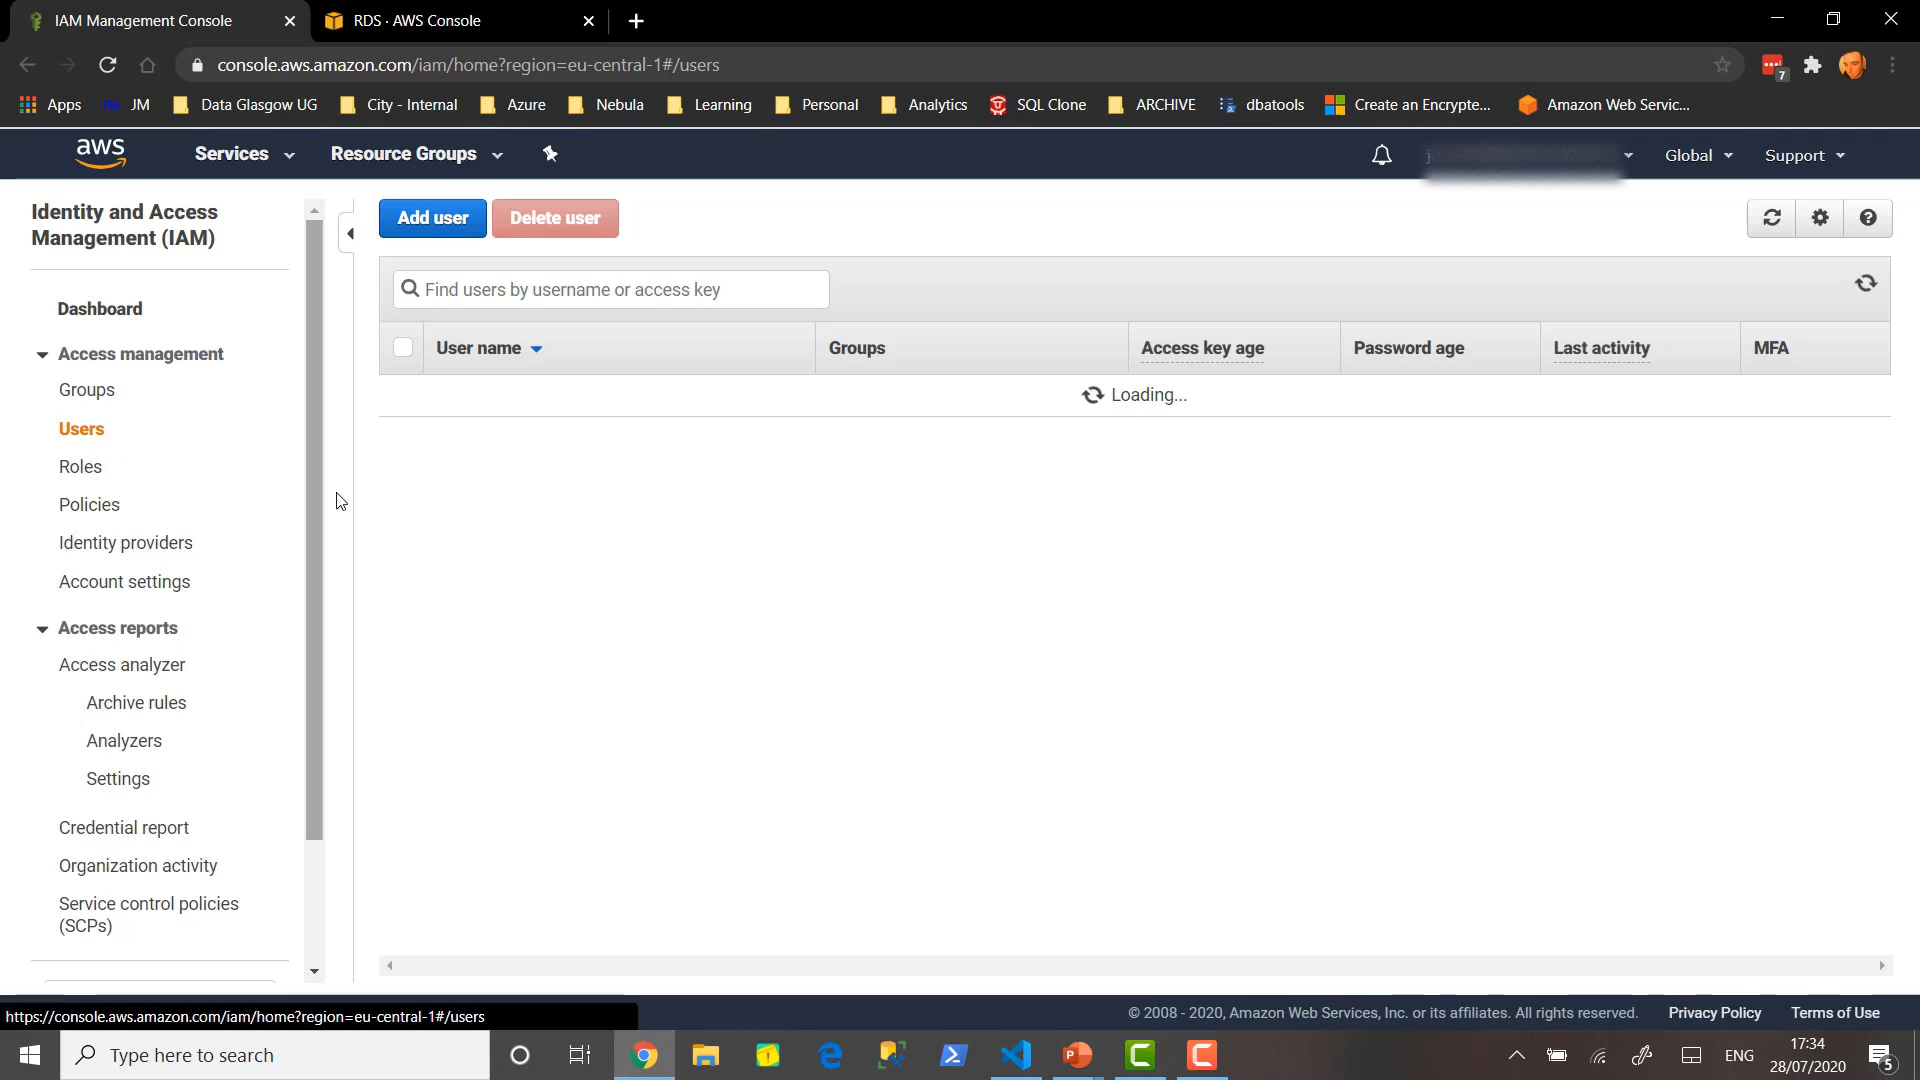 IAM Management Console
RDS · AWS Console
console.aws.amazon.com/iam/home?region=eu-central-1#/users
7
Apps JM Data Glasgow UG City - Internal Azure Nebula Learning Personal Analytics SQL Clone ARCHIVE dbatools Create an Encrypte... Amazon Web Servic...
aws Services Resource Groups Global Support
Identity and Access
Management (IAM)
Dashboard
Access management
Groups
Users
Roles
Policies
Identity providers
Account settings
Access reports
Access analyzer
Archive rules
Analyzers
Settings
Credential report
Organization activity
Service control policies
(SCPs)
Add user Delete user
Find users by username or access key
User name Groups Access key age Password age Last activity MFA
Loading...
https://console.aws.amazon.com/iam/home?region=eu-central-1#/users
© 2008 - 2020, Amazon Web Services, Inc. or its affiliates. All rights reserved. Privacy Policy Terms of Use
Type here to search
ENG
17:34
28/07/2020
5